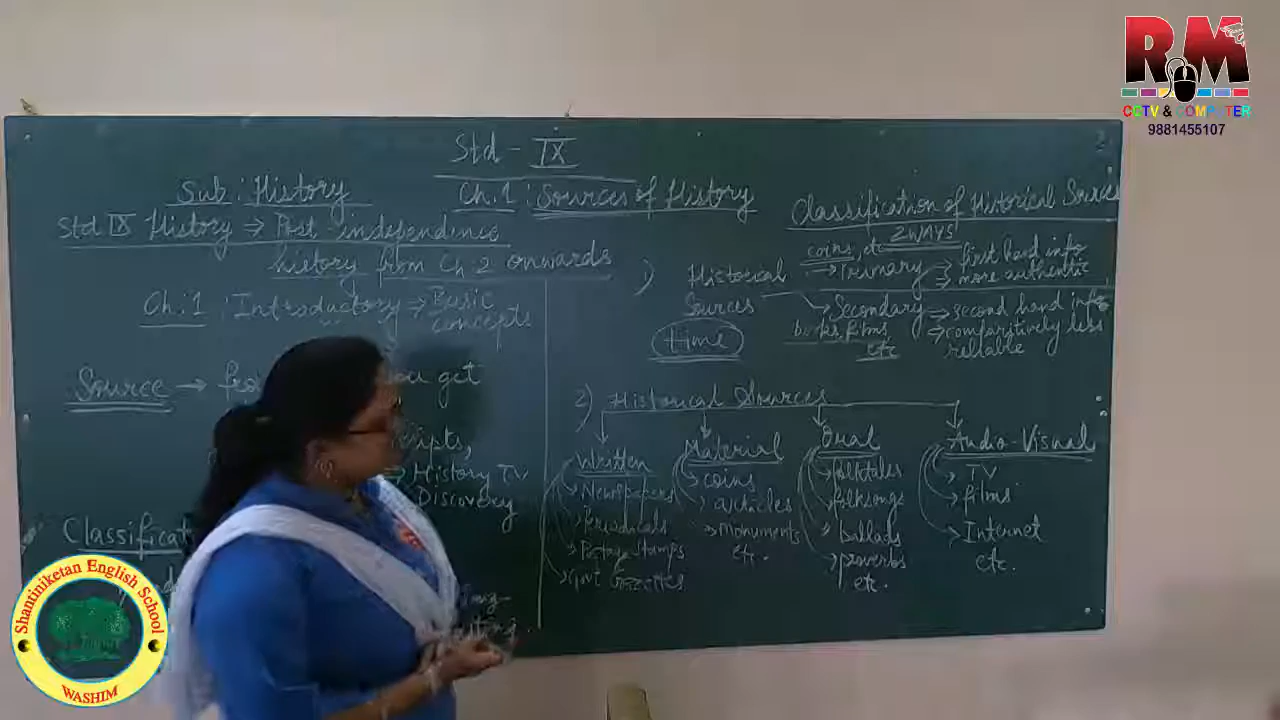 Std - IX
Sub : History
Ch. 1 : Sources of History
Std IX History → Post independence
history from Ch 2 onwards
Ch. 1 : Introductory → Basic
concepts
Source → get
→ History TV
Discovery
Classificat
Classification of Historical Sources
2 WAYS
coins, etc
1) Historical
Sources
→ Primary → first hand info
→ more authentic
→ Secondary → second hand info
→ comparitively less
reliable
books films
etc
time
2) Historical Sources
Written
→ Newspapers
→ Periodicals
→ Postage stamps
→ Govt Gazettes
Material
→ coins
→ articles
→ Monuments
etc.
Oral
→ folktales
→ folksongs
→ ballads
→ proverbs
etc.
Audio-Visual
→ TV
→ films
→ Internet
etc.
RM
CCTV & COMPUTER
9881455107
Shantiniketan English School
WASHIM